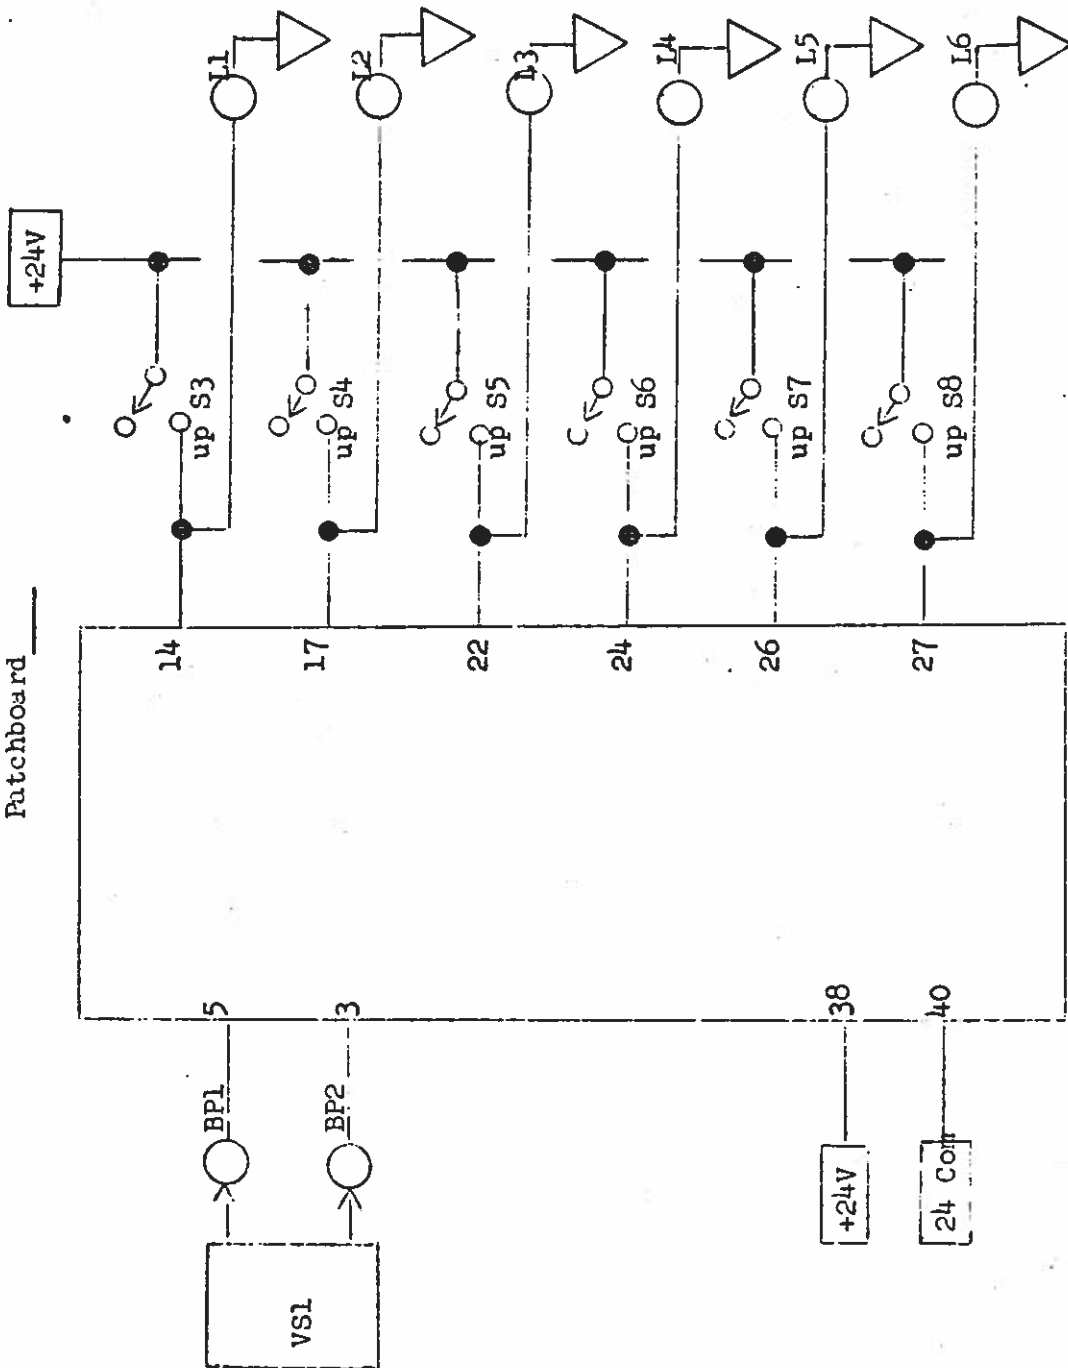 Patchboard
+24V
L1
up S3
14
L2
up S4
17
L3
up S5
22
L4
up S6
24
L5
up S7
26
L6
up S8
27
VS1
BP1
5
BP2
3
+24V
38
24 Com
40